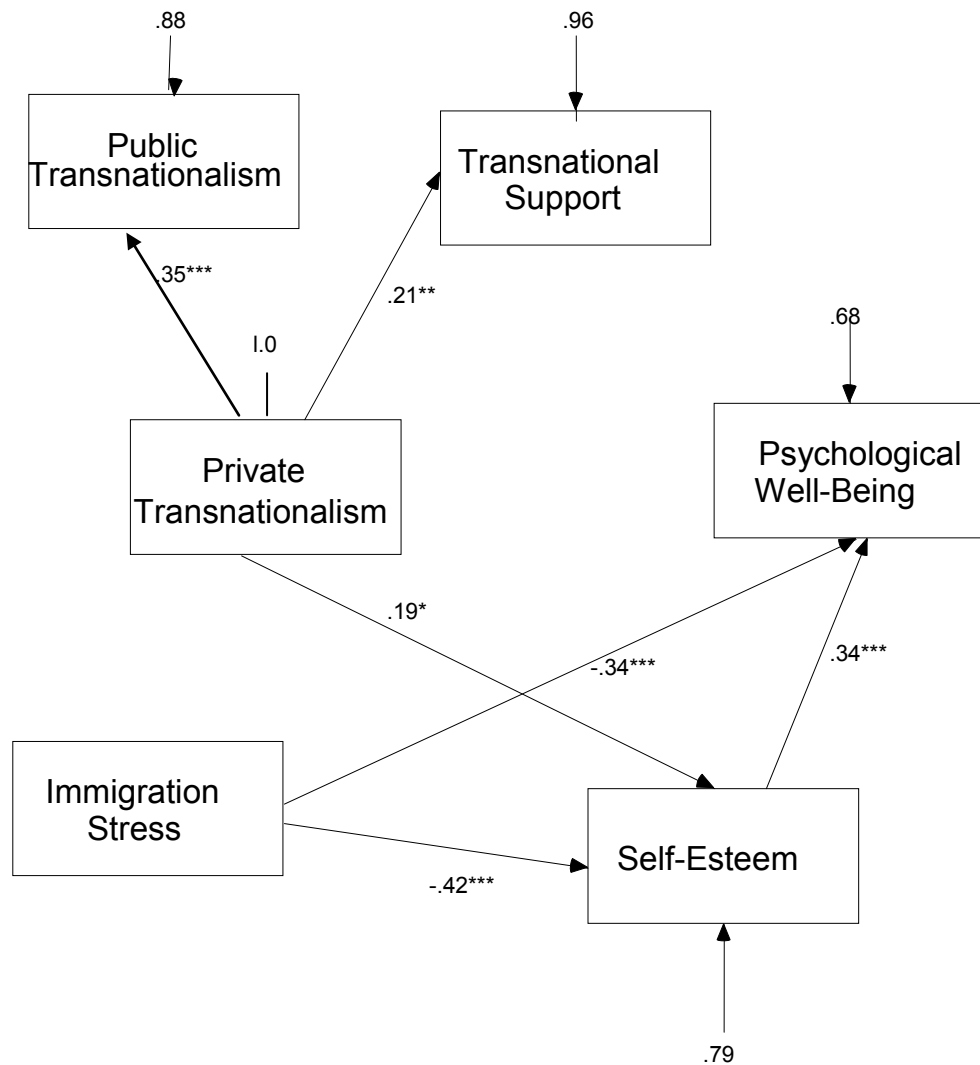 .88
.96
Public
Transnationalism
Transnational
Support
.35***
.21**
I.0
.68
Private
Transnationalism
Psychological
Well-Being
.19*
-.34***
.34***
Immigration
Stress
Self-Esteem
-.42***
.79